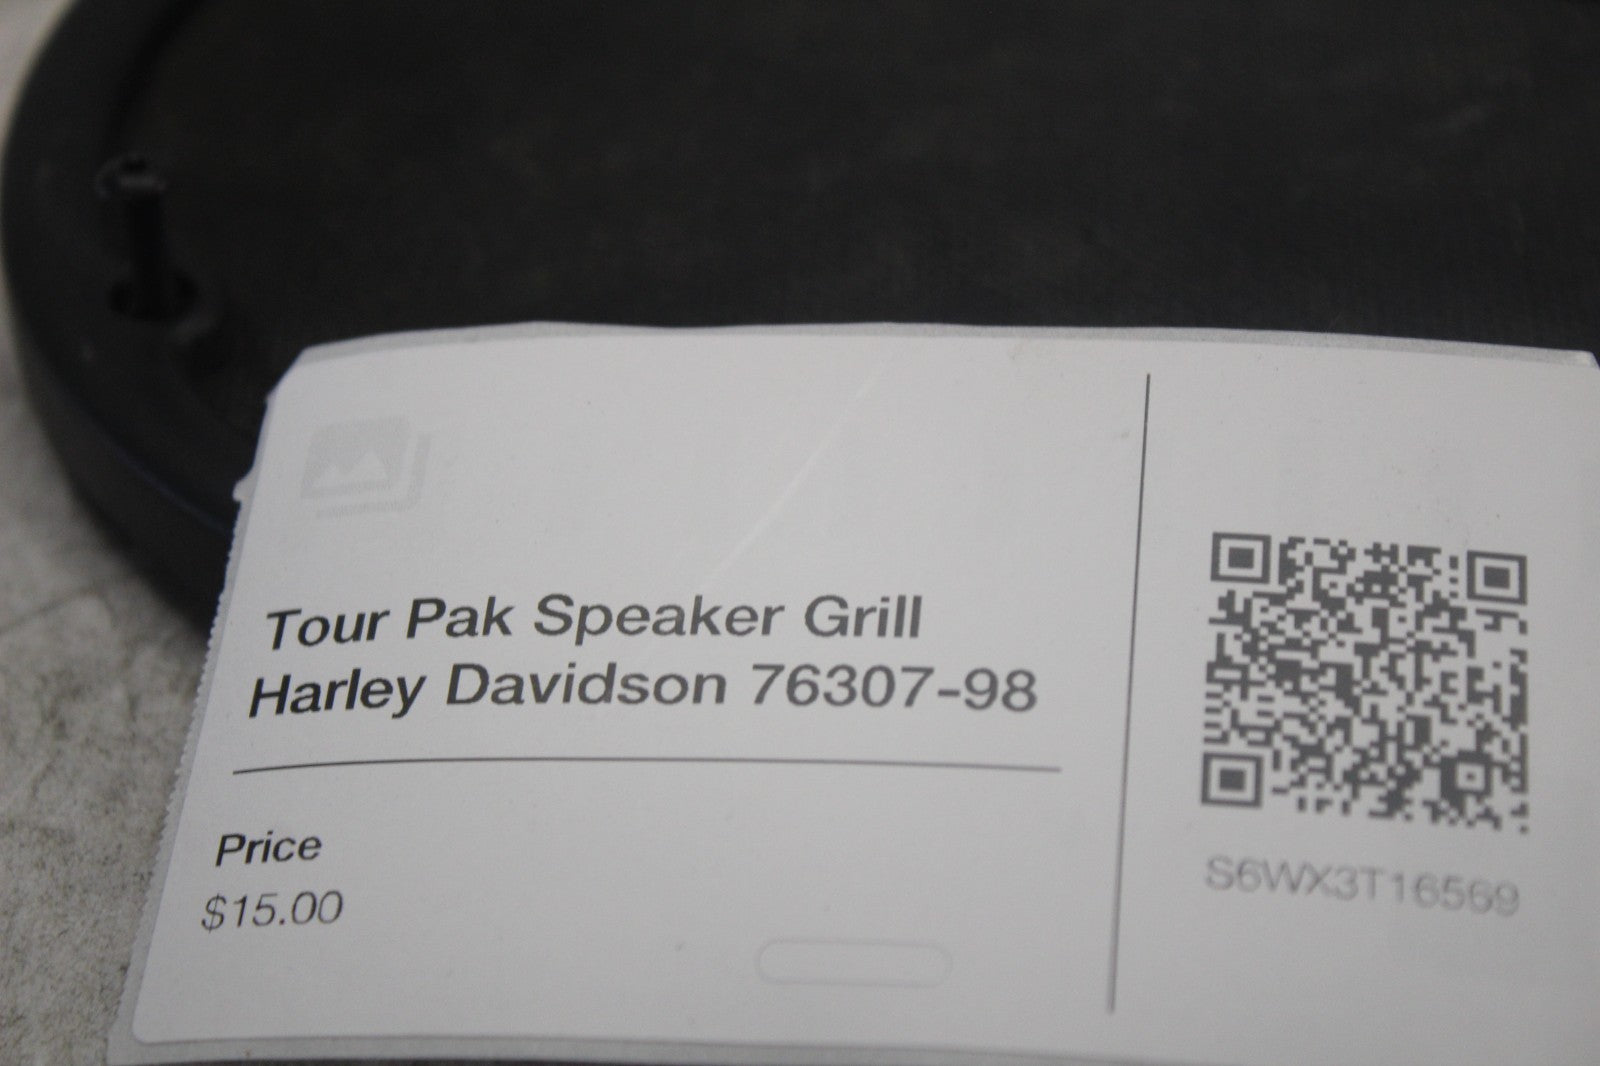 Tour Pak Speaker Grill
Harley Davidson 76307-98
Price
$15.00
S6WX3T16569